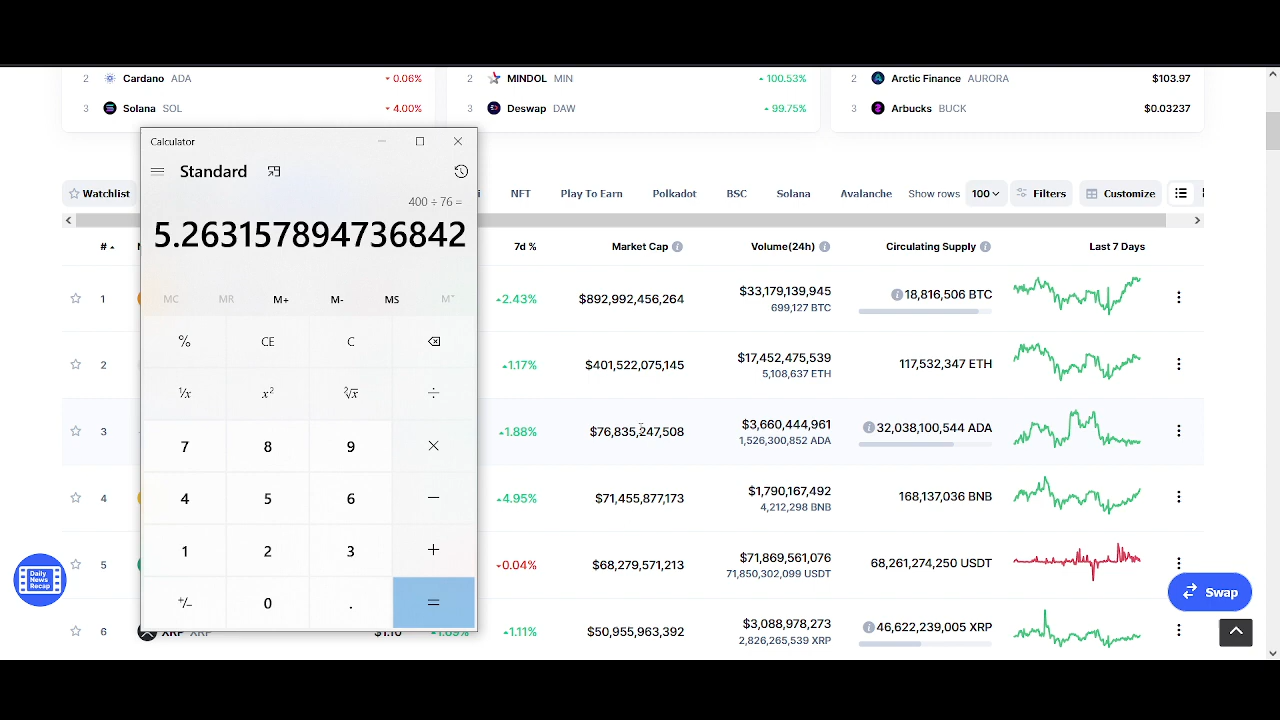 2 Cardano ADA 0.06% 2 MINDOL MIN 100.53% 2 Arctic Finance AURORA $103.97
3 Solana SOL 4.00% 3 Deswap DAW 99.75% 3 Arbucks BUCK $0.03237
Calculator
Standard
400 ÷ 76 =
5.263157894736842
MC MR M+ M- MS
% CE C
¹/x x² ²√x ÷
7 8 9 ×
4 5 6 −
1 2 3 +
+/− 0 . =
Watchlist NFT Play To Earn Polkadot BSC Solana Avalanche Show rows 100 Filters Customize
# 7d % Market Cap Volume(24h) Circulating Supply Last 7 Days
1 2.43% $892,992,456,264 $33,179,139,945 18,816,506 BTC
699,127 BTC
2 1.17% $401,522,075,145 $17,452,475,539 117,532,347 ETH
5,108,637 ETH
3 1.88% $76,835,247,508 $3,660,444,961 32,038,100,544 ADA
1,526,300,852 ADA
4 4.95% $71,455,877,173 $1,790,167,492 168,137,036 BNB
4,212,298 BNB
5 0.04% $68,279,571,213 $71,869,561,076 68,261,274,250 USDT
71,850,302,099 USDT
6 XRP XRP $1.10 1.69% 1.11% $50,955,963,392 $3,088,978,273 46,622,239,005 XRP
2,826,265,539 XRP
Daily
News
Recap
Swap